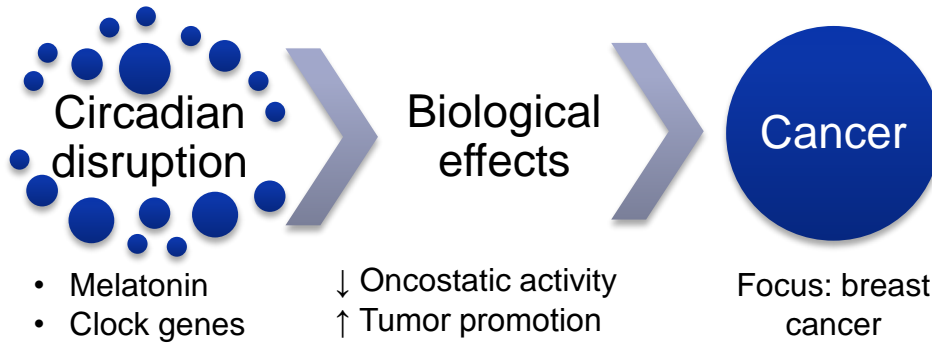 Circadian
disruption
Biological
effects
Cancer
• Melatonin
• Clock genes
↓ Oncostatic activity
↑ Tumor promotion
Focus: breast
cancer